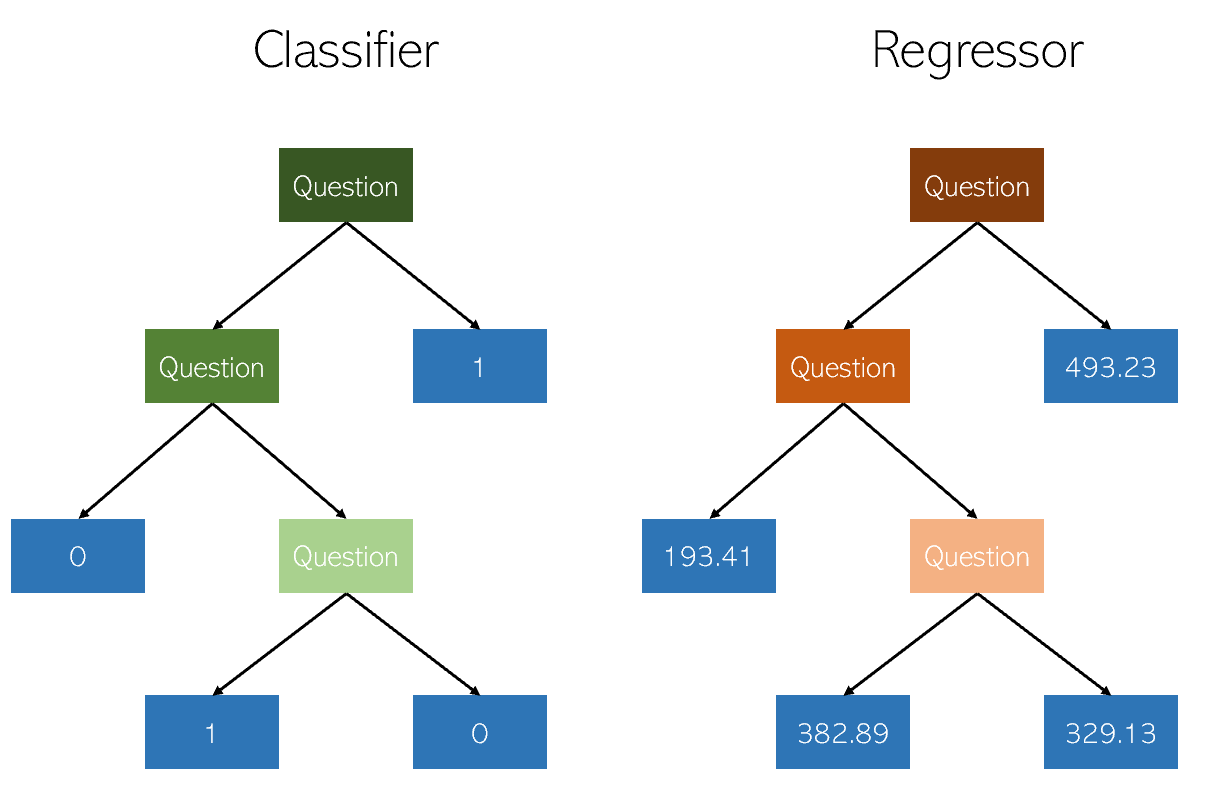 Classifier
Question
Question
1
0
Question
1
0
Regressor
Question
Question
493.23
193.41
Question
382.89
329.13